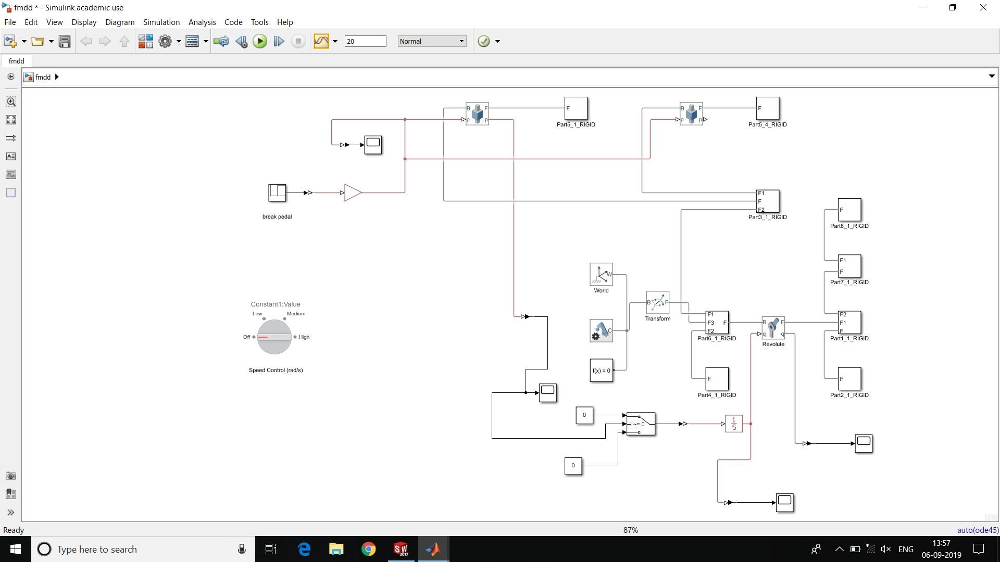 fmdd * - Simulink academic use
File Edit View Display Diagram Simulation Analysis Code Tools Help
20 Normal
fmdd
fmdd
B F
p p
F
Part5_1_RIGID
B F
p p
F
Part5_4_RIGID
break pedal
F1
F
F2
Part3_1_RIGID
F
Part8_1_RIGID
F1
F
Part7_1_RIGID
W
World
B F
Transform
C
f(x) = 0
Constant1:Value
Low Medium
Off High
Speed Control (rad/s)
F1
F3 F
F2
Part6_1_RIGID
B F
q q
Revolute
F2
F1
F
Part1_1_RIGID
F
Part4_1_RIGID
F
Part2_1_RIGID
0
~= 0
1
S
0
Ready 87% auto(ode45)
Type here to search
SW
2017
ENG
13:57
06-09-2019